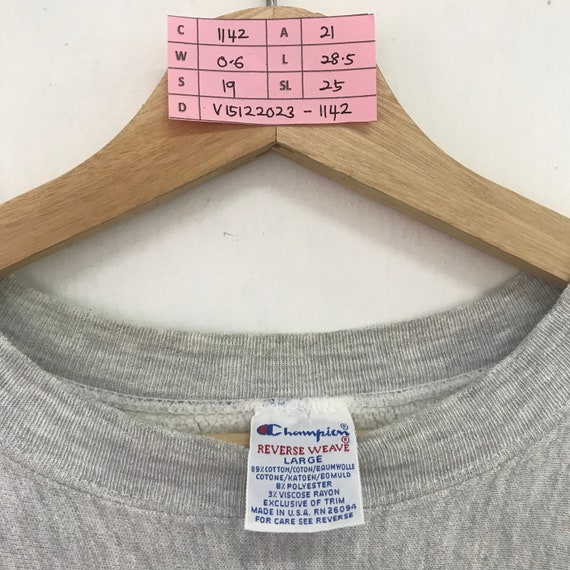 C 1142 A 21
W 0.6 L 28.5
S 19 SL 25
D V15122023 - 1142
Champion®
REVERSE WEAVE®
LARGE
89% COTTON/COTON/BAUMWOLLE
COTONE/KATOEN/BOMULD
8% POLYESTER
3% VISCOSE RAYON
EXCLUSIVE OF TRIM
MADE IN U.S.A. RN 26094
FOR CARE SEE REVERSE